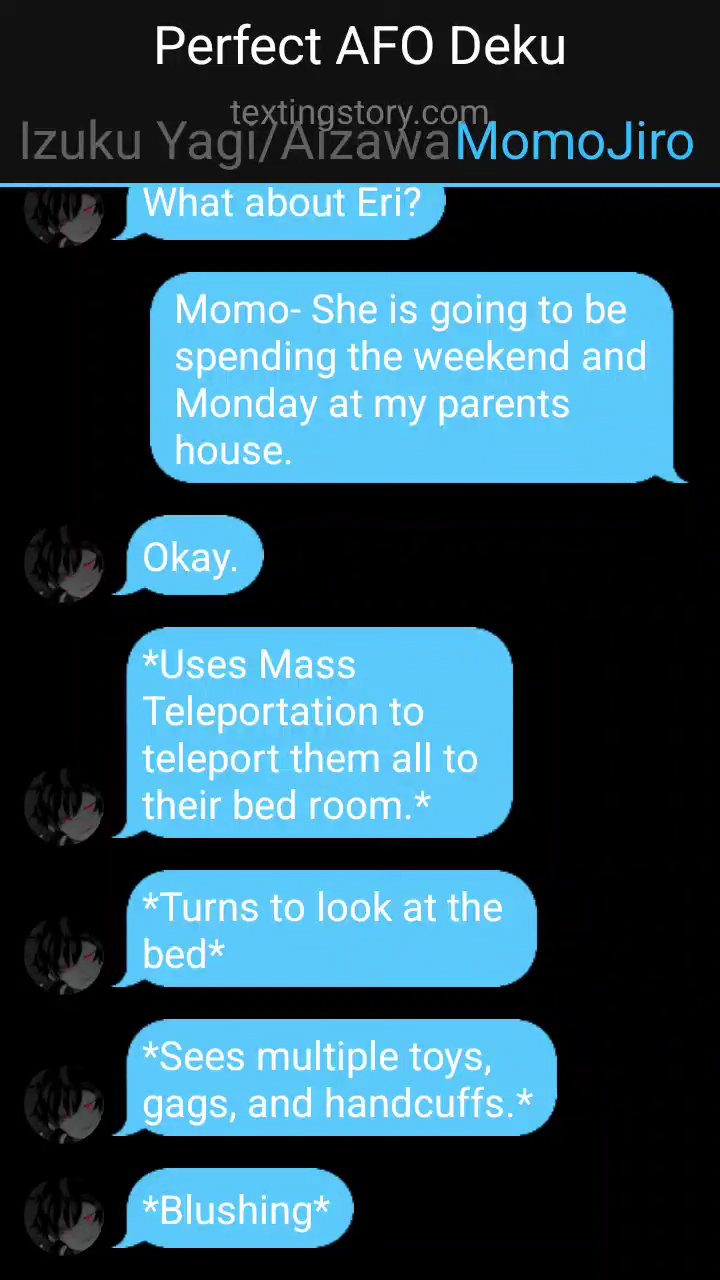 Perfect AFO Deku
textingstory.com
Izuku Yagi/Aizawa
MomoJiro
What about Eri?
Momo- She is going to be
spending the weekend and
Monday at my parents
house.
Okay.
*Uses Mass
Teleportation to
teleport them all to
their bed room.*
*Turns to look at the
bed*
*Sees multiple toys,
gags, and handcuffs.*
*Blushing*